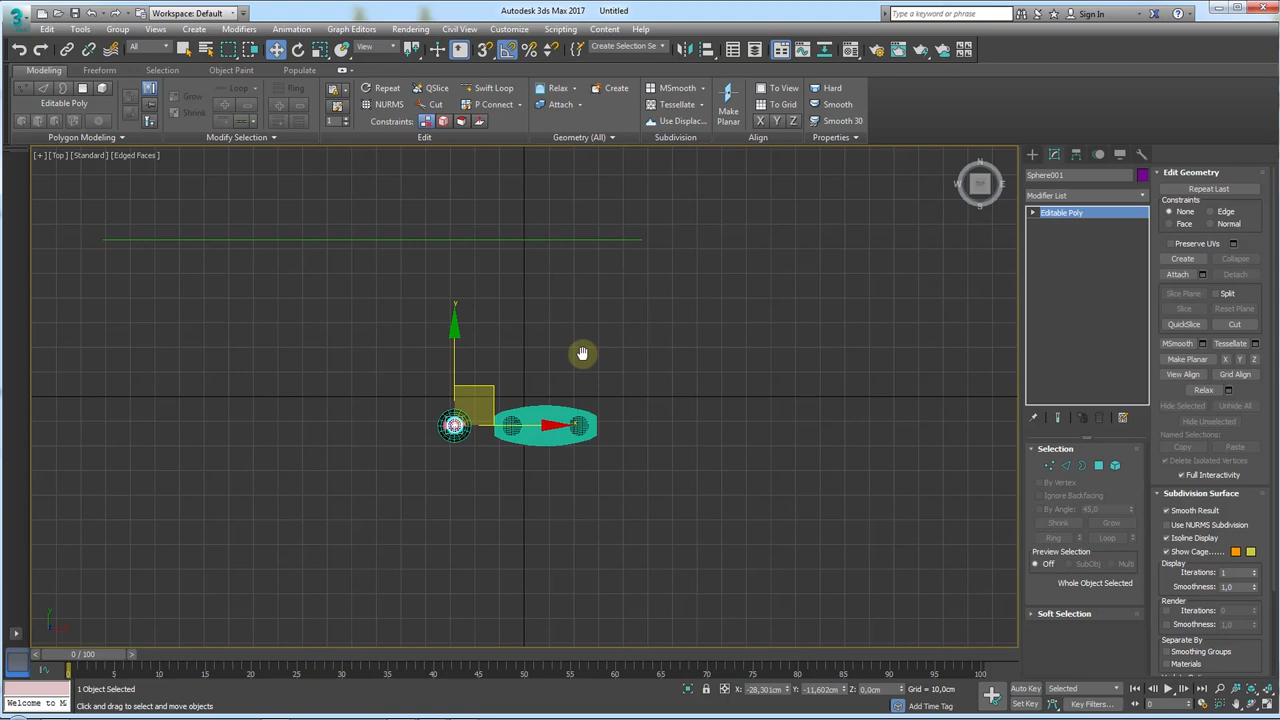 Autodesk 3ds Max 2017    Untitled
Workspace: Default
Type a keyword or phrase
Sign In
Edit Tools Group Views Create Modifiers Animation Graph Editors Rendering Civil View Customize Scripting Content Help
All
View
Create Selection Se
Modeling Freeform Selection Object Paint Populate
Editable Poly
Polygon Modeling
Grow
Shrink
Loop
Ring
Modify Selection
1
Repeat QSlice Swift Loop
NURMS Cut P Connect
Constraints:
Edit
Relax Create
Attach
Geometry (All)
MSmooth
Tessellate
Use Displac...
Subdivision
Make
Planar
To View
To Grid
X Y Z
Align
Hard
Smooth
Smooth 30
Properties
[+] [Top] [Standard] [Edged Faces]
N
W
E
S
y
Sphere001
Modifier List
Editable Poly
Selection
By Vertex
Ignore Backfacing
By Angle: 45,0
Shrink Grow
Ring Loop
Preview Selection
Off SubObj Multi
Whole Object Selected
Soft Selection
Edit Geometry
Repeat Last
Constraints
None Edge
Face Normal
Preserve UVs
Create Collapse
Attach Detach
Slice Plane Split
Slice Reset Plane
QuickSlice Cut
MSmooth Tessellate
Make Planar X Y Z
View Align Grid Align
Relax
Hide Selected Unhide All
Hide Unselected
Named Selections:
Copy Paste
Delete Isolated Vertices
Full Interactivity
Subdivision Surface
Smooth Result
Use NURMS Subdivision
Isoline Display
Show Cage......
Display
Iterations: 1
Smoothness: 1,0
Render
Iterations: 0
Smoothness: 1,0
Separate By
Smoothing Groups
Materials
0 / 100
5 10 15 20 25 30 35 40 45 50 55 60 65 70 75 80 85 90 95 100
1 Object Selected
Click and drag to select and move objects
Welcome to M
X: -28,301cm Y: -11,602cm Z: 0,0cm Grid = 10,0cm
Add Time Tag
Auto Key Selected
Set Key Key Filters...
0